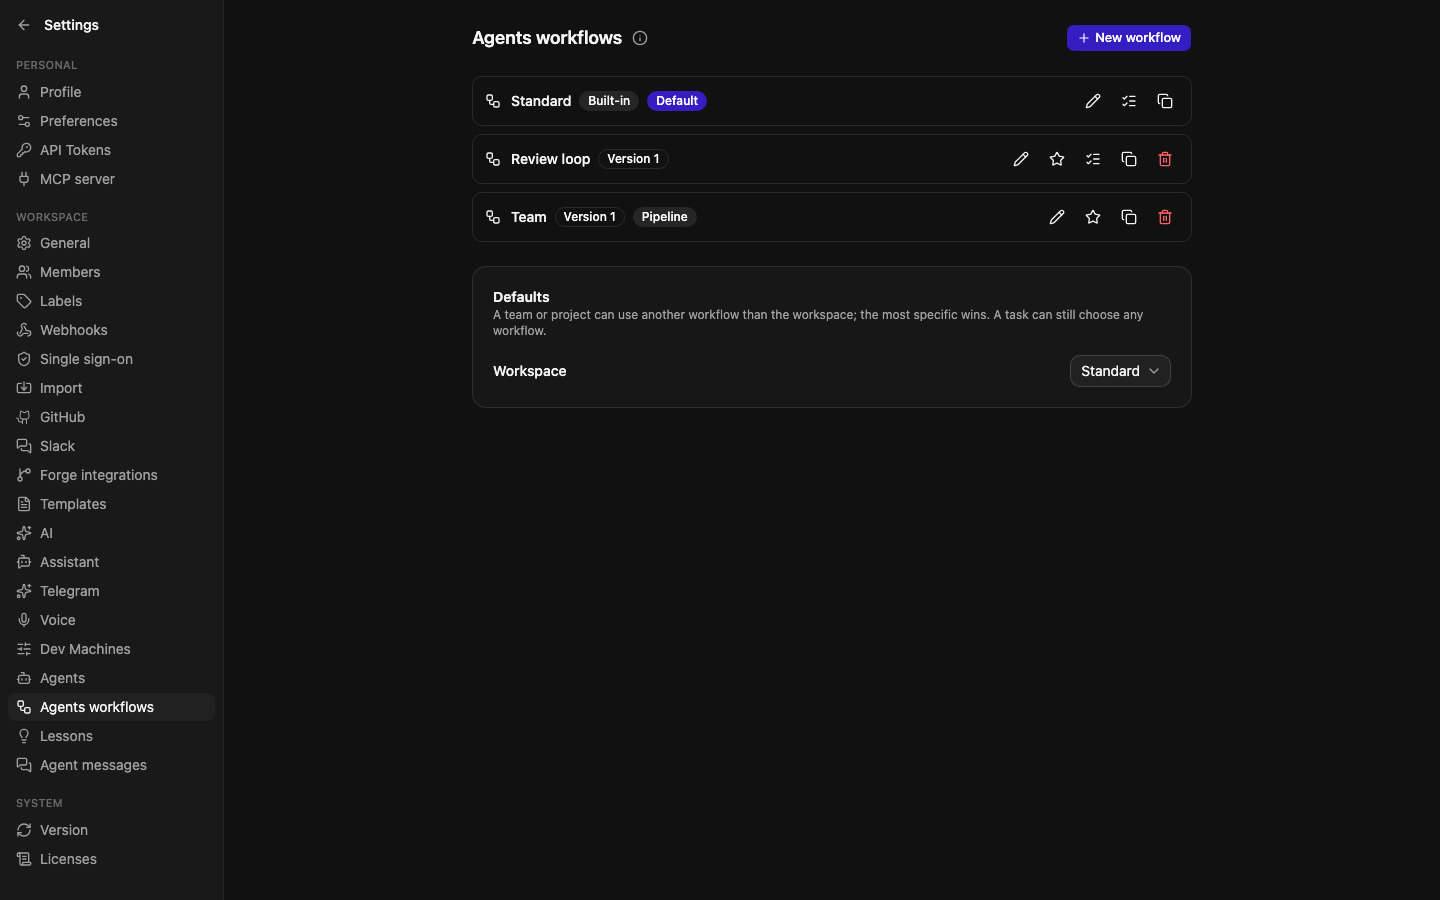 Settings
PERSONAL
Profile
Preferences
API Tokens
MCP server
WORKSPACE
General
Members
Labels
Webhooks
Single sign-on
Import
GitHub
Slack
Forge integrations
Templates
AI
Assistant
Telegram
Voice
Dev Machines
Agents
Agents workflows
Lessons
Agent messages
SYSTEM
Version
Licenses
Agents workflows
New workflow
Standard Built-in Default
Review loop Version 1
Team Version 1 Pipeline
Defaults
A team or project can use another workflow than the workspace; the most specific wins. A task can still choose any
workflow.
Workspace Standard